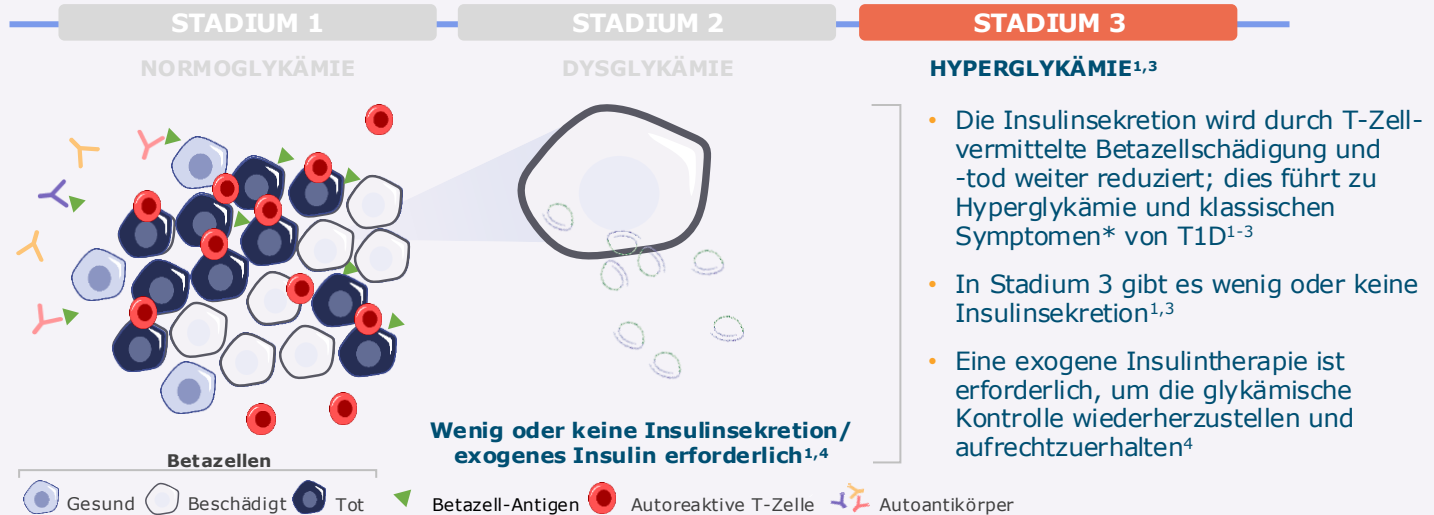 STADIUM 1
STADIUM 2
STADIUM 3
NORMOGLYKÄMIE
DYSGLYKÄMIE
HYPERGLYKÄMIE1,3
• Die Insulinsekretion wird durch T-Zell-
vermittelte Betazellschädigung und
-tod weiter reduziert; dies führt zu
Hyperglykämie und klassischen
Symptomen* von T1D1-3
• In Stadium 3 gibt es wenig oder keine
Insulinsekretion1,3
• Eine exogene Insulintherapie ist
erforderlich, um die glykämische
Kontrolle wiederherzustellen und
aufrechtzuerhalten4
Wenig oder keine Insulinsekretion/
exogenes Insulin erforderlich1,4
Betazellen
Gesund
Beschädigt
Tot
Betazell-Antigen
Autoreaktive T-Zelle
Autoantikörper